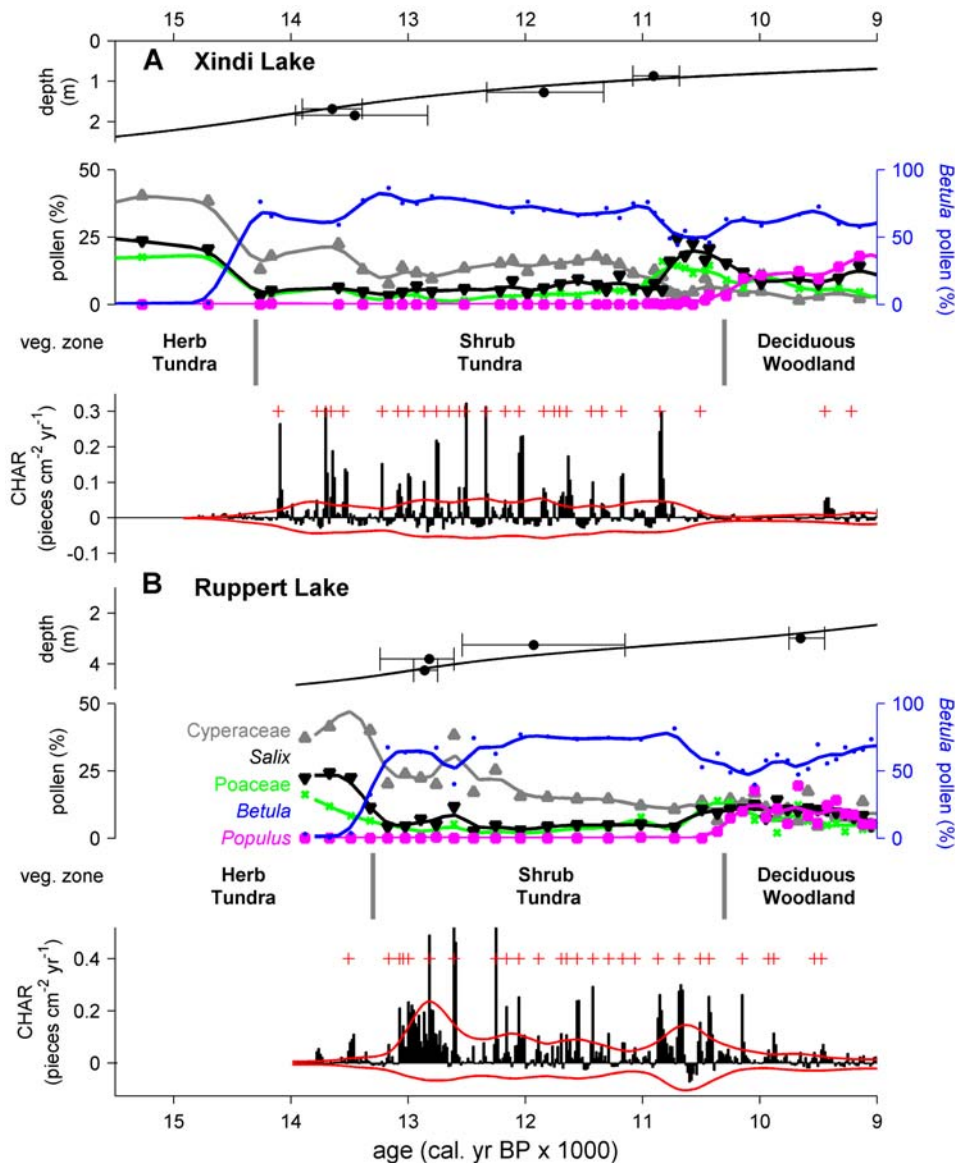 15 14 13 12 11 10 9
A Xindi Lake
depth (m)
0
1
2
pollen (%)
50
25
0
Betula pollen (%)
100
50
0
veg. zone
Herb Tundra
Shrub Tundra
Deciduous Woodland
CHAR (pieces cm-2 yr-1)
0.3
0.2
0.1
0
-0.1
B Ruppert Lake
depth (m)
2
4
pollen (%)
50
25
0
Cyperaceae
Salix
Poaceae
Betula
Populus
Betula pollen (%)
100
50
0
veg. zone
Herb Tundra
Shrub Tundra
Deciduous Woodland
CHAR (pieces cm-2 yr-1)
0.4
0.2
0
15 14 13 12 11 10 9
age (cal. yr BP x 1000)